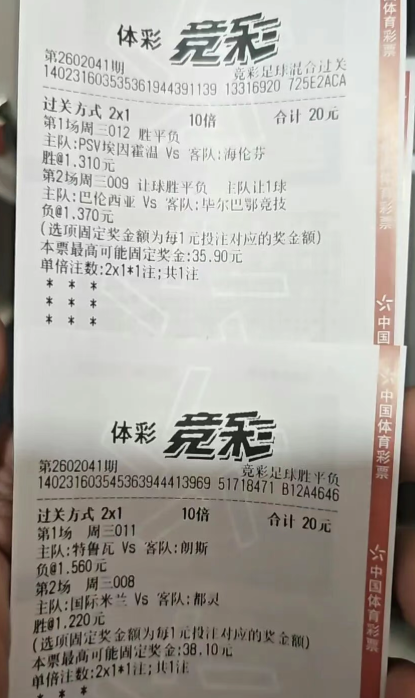 体彩 竞彩
第2602041期 竞彩足球混合过关
140231603535361944391139 13316920 725E2ACA
过关方式 2x1 10倍 合计 20元
第1场周三012 胜平负
主队:PSV埃因霍温 Vs 客队:海伦芬
胜@1.310元
第2场周三009 让球胜平负 主队让1球
主队:巴伦西亚 Vs 客队:毕尔巴鄂竞技
负@1.370元
(选项固定奖金额为每1元投注对应的奖金额)
本票最高可能固定奖金:35.90元
单倍注数:2x1*1注;共1注
* * *
* * *
* * *
中国体育彩票
中国
体彩 竞彩
第2602041期 竞彩足球胜平负
140231603545363944413969 51718471 B12A4646
过关方式 2x1 10倍 合计 20元
第1场 周三011
主队:特鲁瓦 Vs 客队:朗斯
负@1.560元
第2场 周三008
主队:国际米兰 Vs 客队:都灵
胜@1.220元
(选项固定奖金额为每1元投注对应的奖金额)
本票最高可能固定奖金:38.10元
单倍注数:2x1*1注;共1注
* * *
中国体育彩票
中国体育彩票